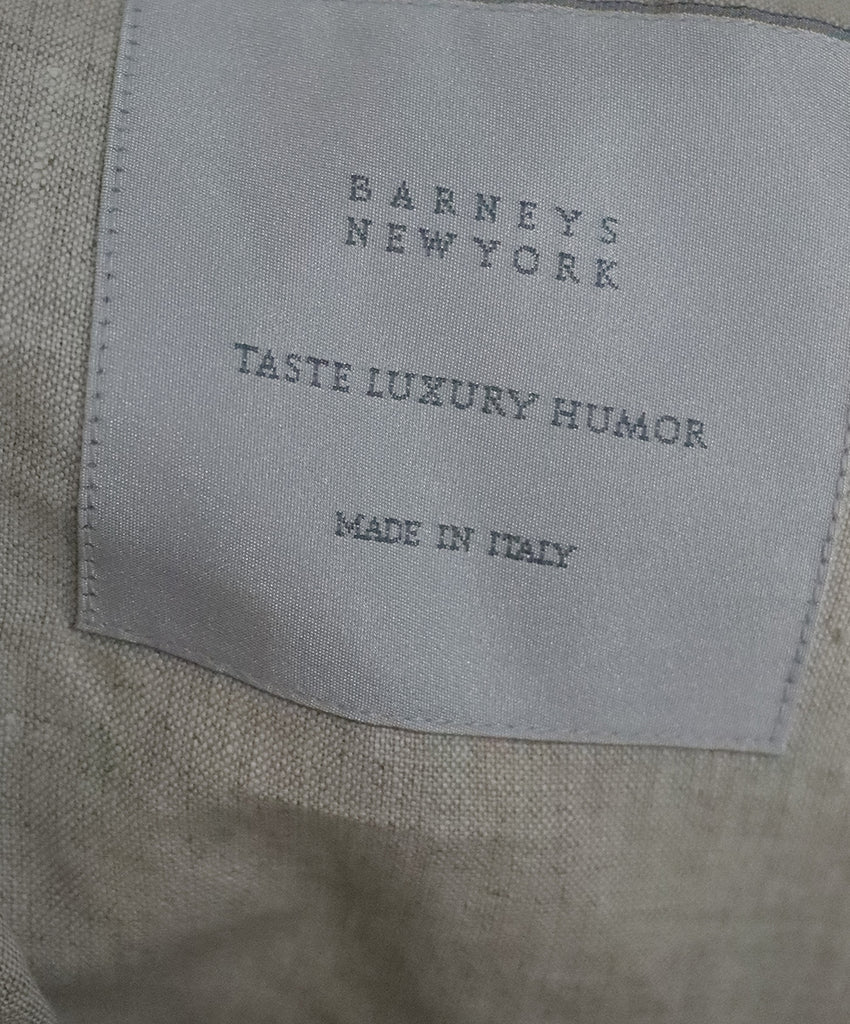 BARNEYS
NEW YORK
TASTE LUXURY HUMOR
MADE IN ITALY